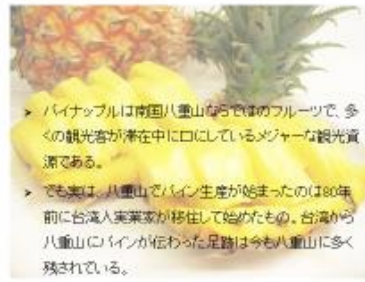 ➢ パイナップルは南国八重山ならではのフルーツで、多
くの観光客が滞在中に口にしているメジャーな観光資
源である。
➢ でも実は、八重山でパイン生産が始まったのは80年
前に台湾人実業家が移住して始めたもの。台湾から
八重山にパインが伝わった足跡は今も八重山に多く
残されている。